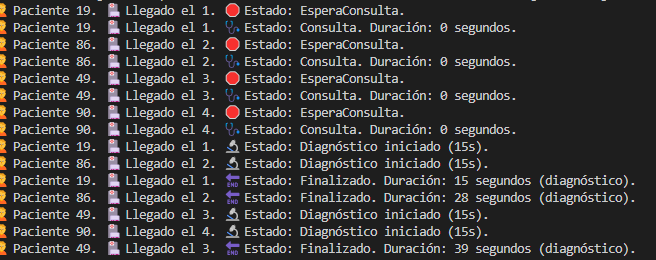 Paciente 19. Llegado el 1. Estado: EsperaConsulta.
Paciente 19. Llegado el 1. Estado: Consulta. Duración: 0 segundos.
Paciente 86. Llegado el 2. Estado: EsperaConsulta.
Paciente 86. Llegado el 2. Estado: Consulta. Duración: 0 segundos.
Paciente 49. Llegado el 3. Estado: EsperaConsulta.
Paciente 49. Llegado el 3. Estado: Consulta. Duración: 0 segundos.
Paciente 90. Llegado el 4. Estado: EsperaConsulta.
Paciente 90. Llegado el 4. Estado: Consulta. Duración: 0 segundos.
Paciente 19. Llegado el 1. Estado: Diagnóstico iniciado (15s).
Paciente 86. Llegado el 2. Estado: Diagnóstico iniciado (15s).
Paciente 19. Llegado el 1. END Estado: Finalizado. Duración: 15 segundos (diagnóstico).
Paciente 86. Llegado el 2. END Estado: Finalizado. Duración: 28 segundos (diagnóstico).
Paciente 49. Llegado el 3. Estado: Diagnóstico iniciado (15s).
Paciente 90. Llegado el 4. Estado: Diagnóstico iniciado (15s).
Paciente 49. Llegado el 3. END Estado: Finalizado. Duración: 39 segundos (diagnóstico).